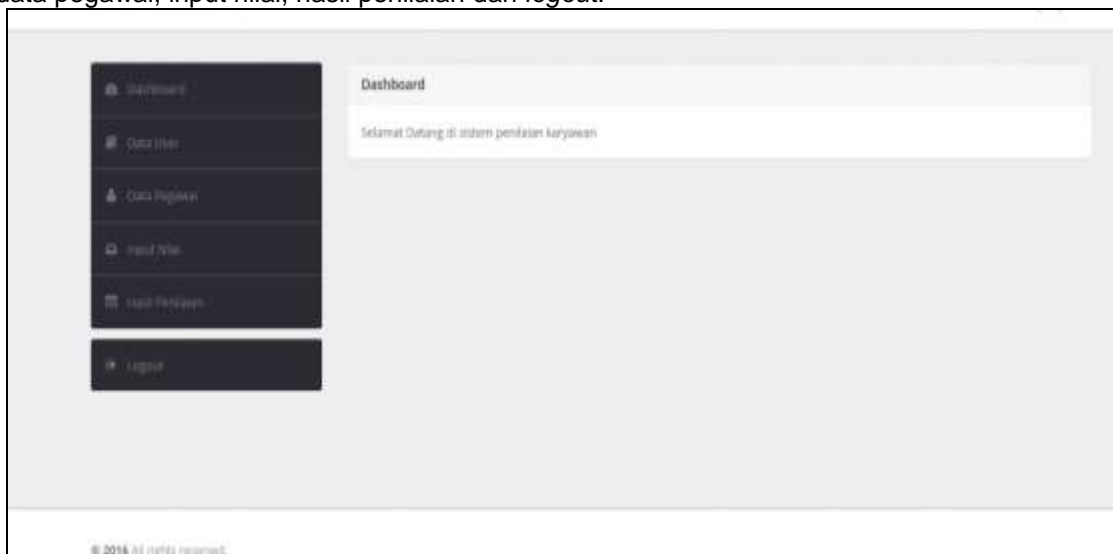 data pegawai, input nilai, hasil penilaian dan logout.
Dashboard
Data User
Data Pegawai
Input Nilai
Hasil Penilaian
Logout
Dashboard
Selamat Datang di sistem penilaian karyawan
© 2016 All rights reserved.